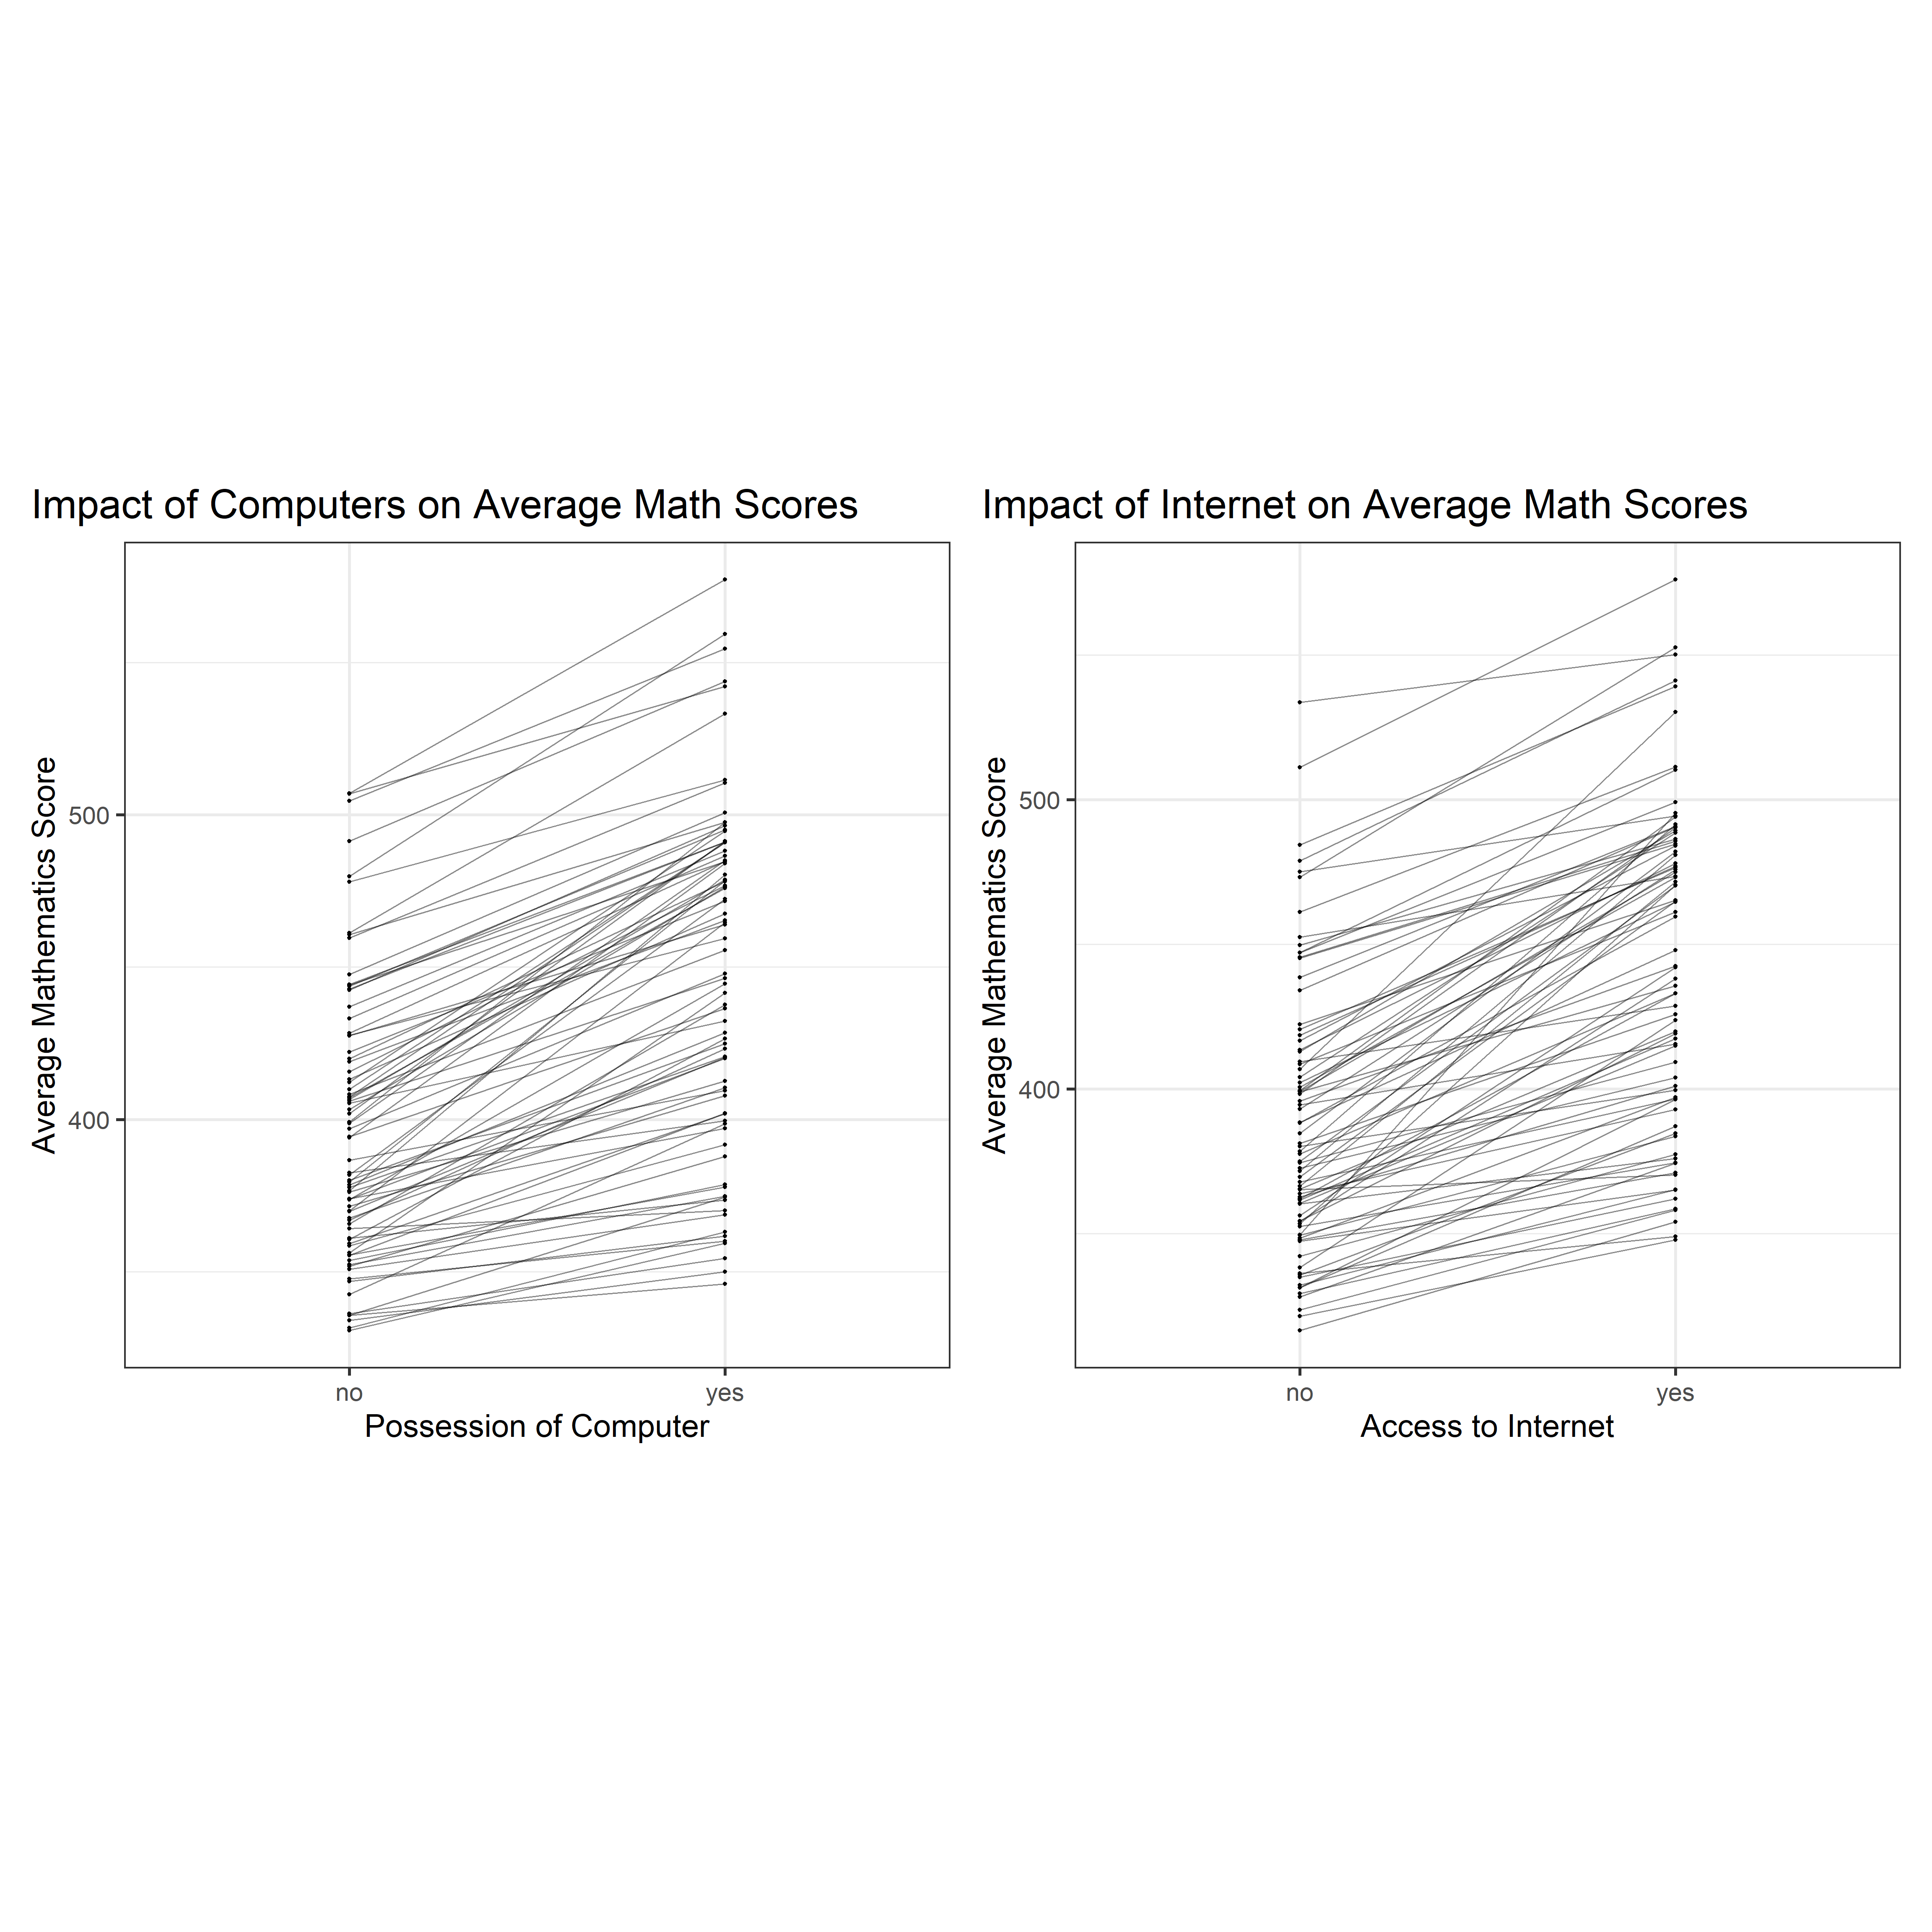 Impact of Computers on Average Math Scores
Average Mathematics Score
500
400
no
yes
Possession of Computer
Impact of Internet on Average Math Scores
Average Mathematics Score
500
400
no
yes
Access to Internet